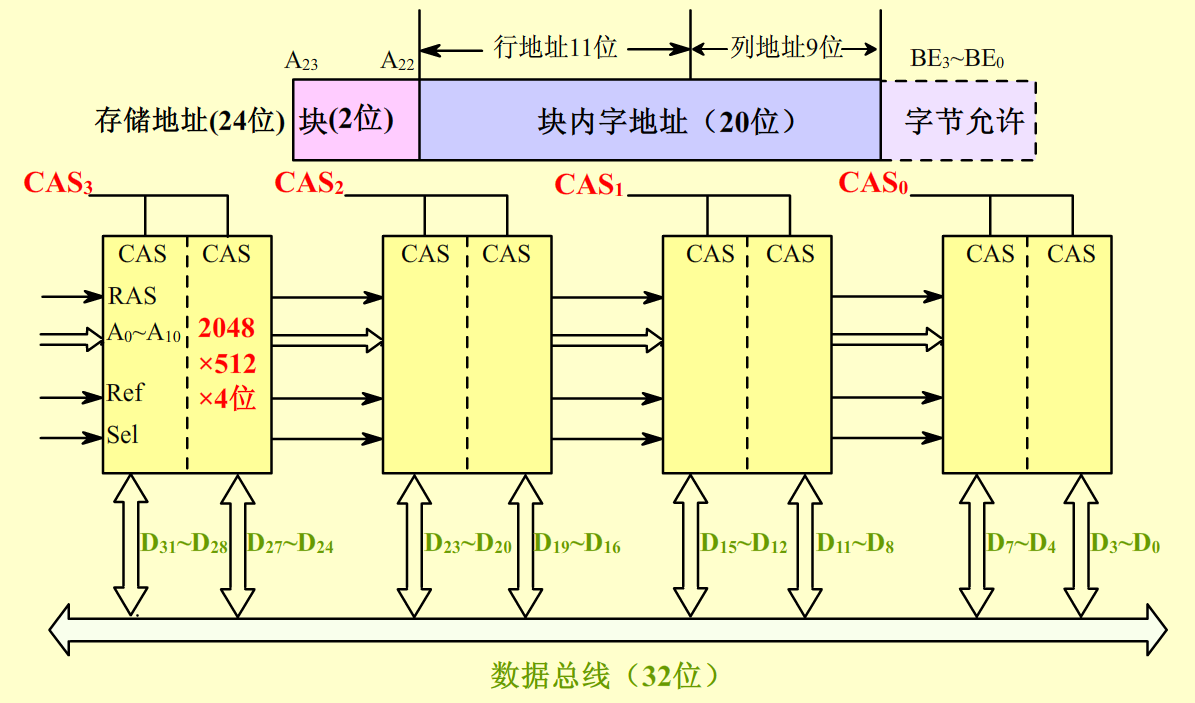 行地址11位
列地址9位
A23
A22
BE3~BE0
存储地址(24位)
块(2位)
块内字地址（20位）
字节允许
CAS3
CAS2
CAS1
CAS0
CAS CAS
CAS CAS
CAS CAS
CAS CAS
RAS
A0~A10
Ref
Sel
2048
×512
×4位
D31~D28
D27~D24
D23~D20
D19~D16
D15~D12
D11~D8
D7~D4
D3~D0
数据总线（32位）